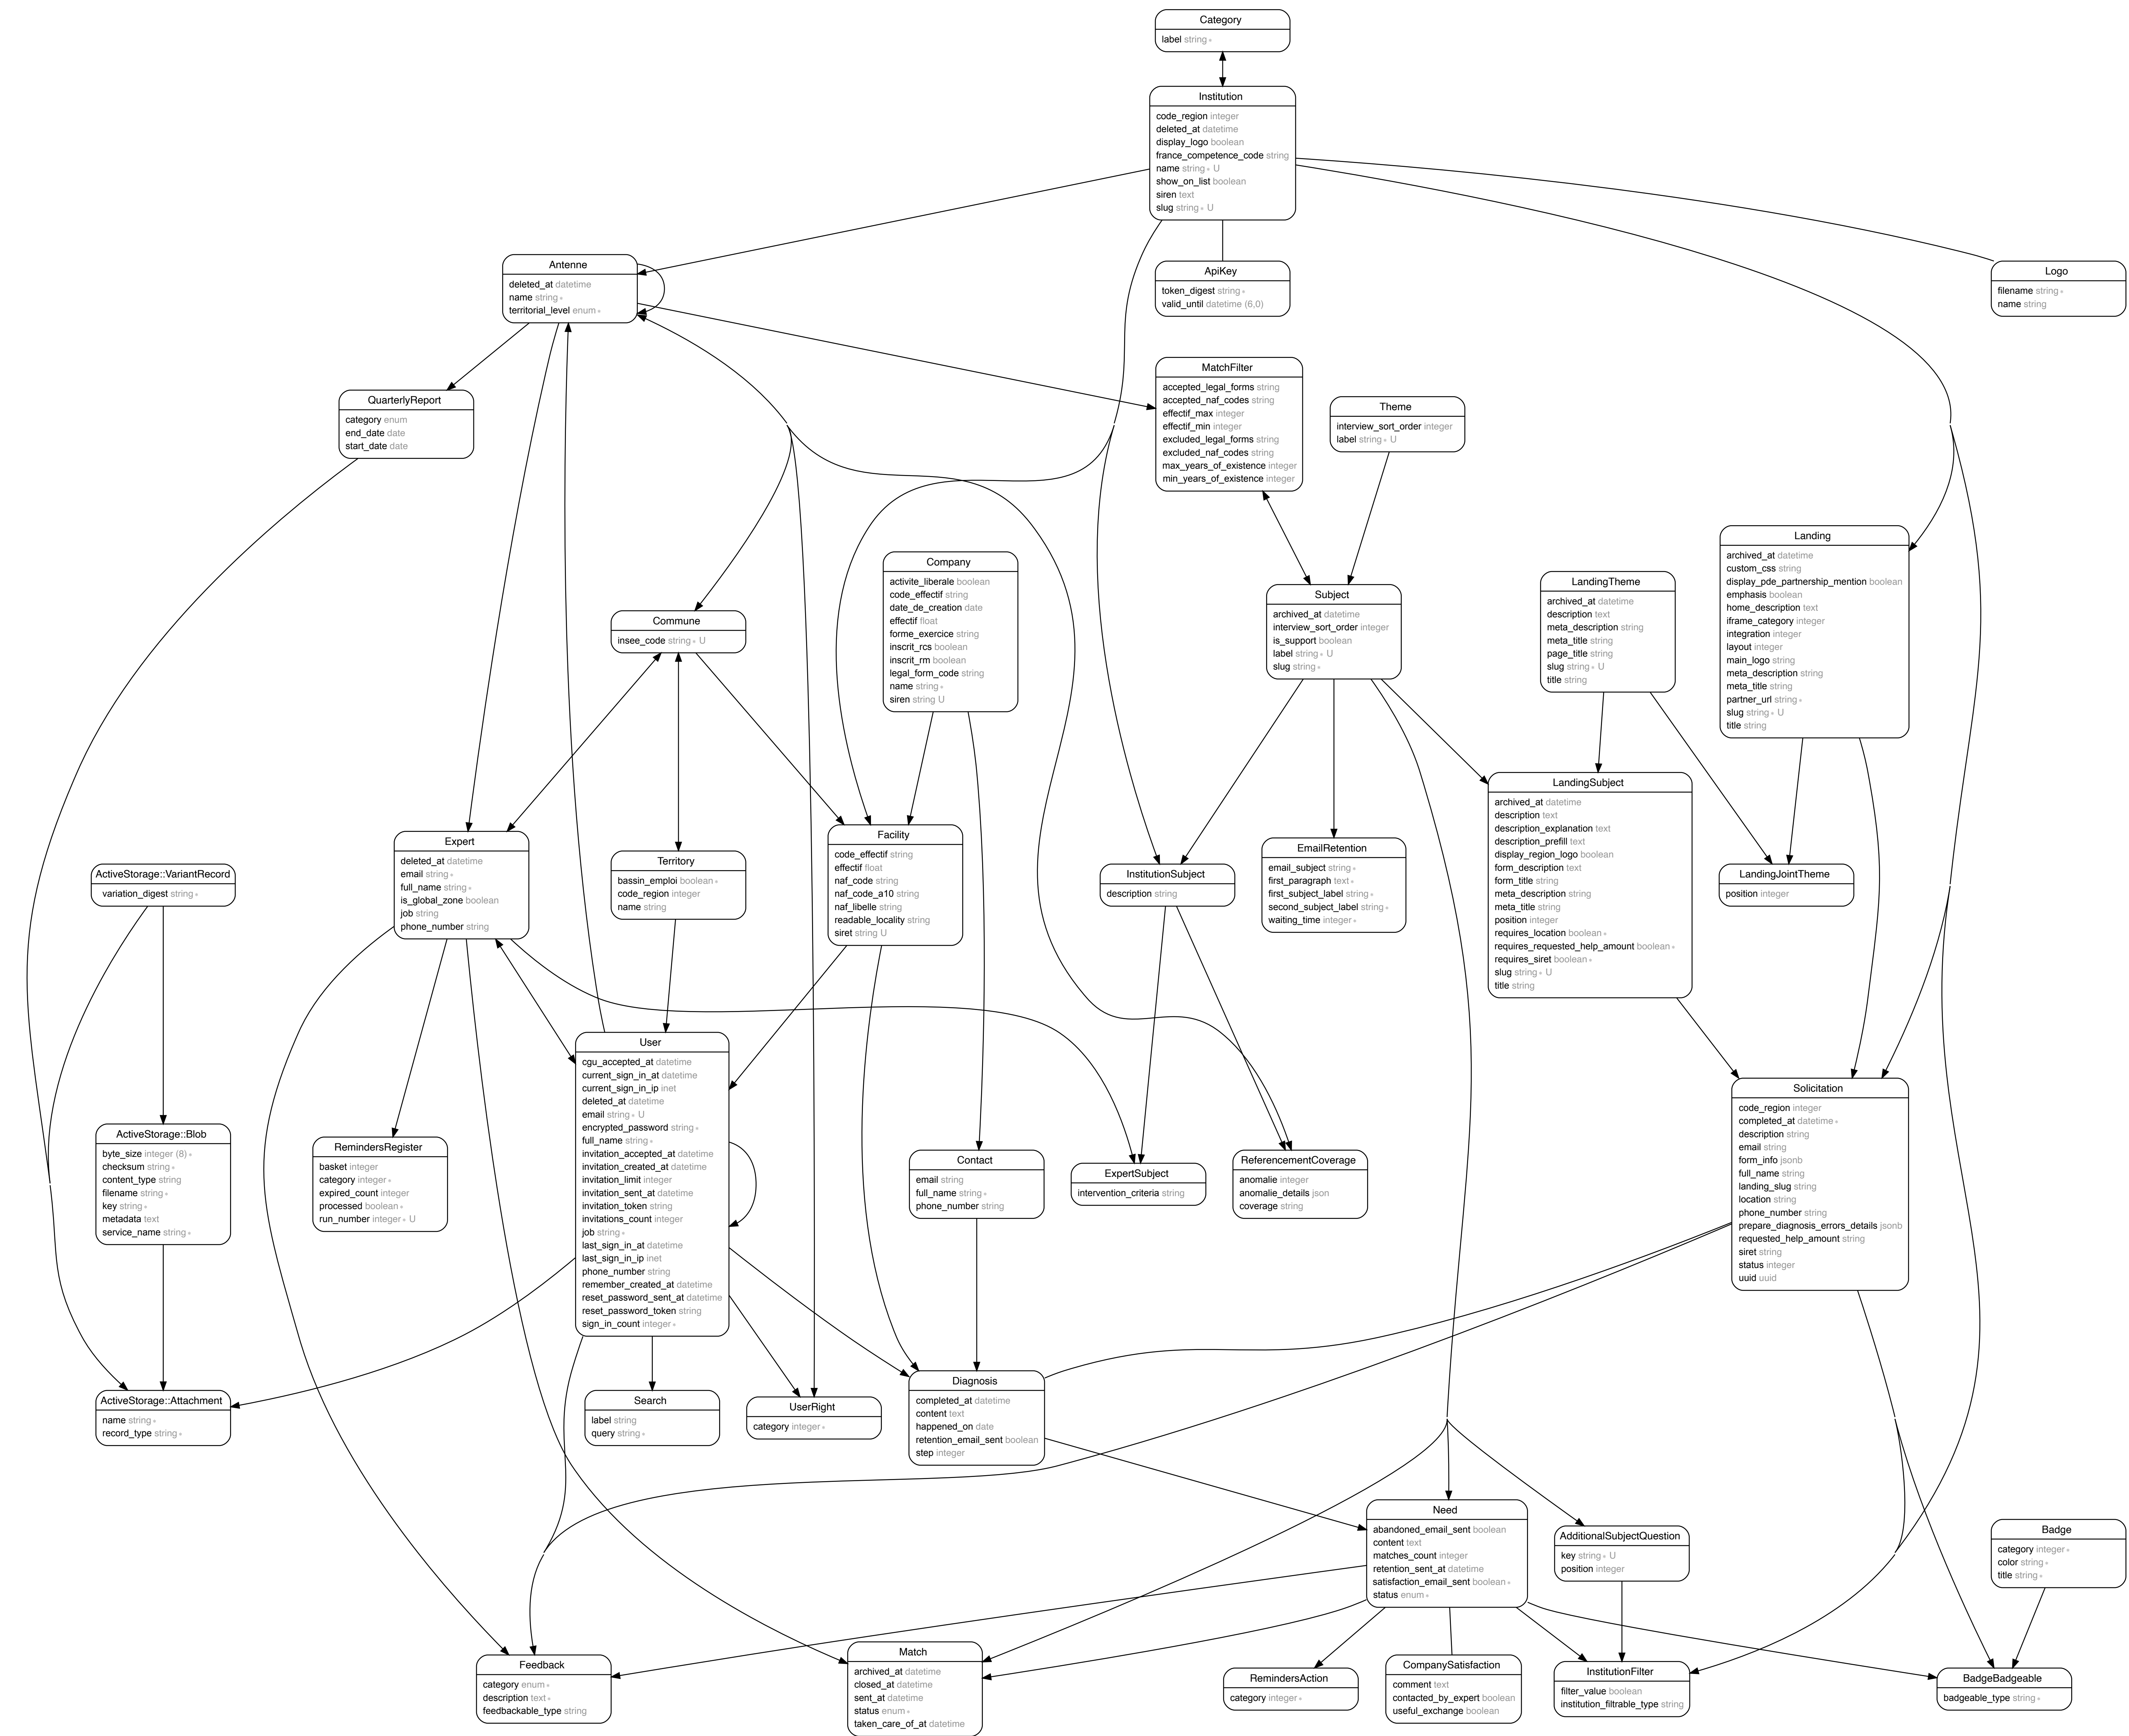 Category
label string ∗
Institution
code_region integer
deleted_at datetime
display_logo boolean
france_competence_code string
name string ∗ U
show_on_list boolean
siren text
slug string ∗ U
Antenne
deleted_at datetime
name string ∗
territorial_level enum ∗
ApiKey
token_digest string ∗
valid_until datetime (6,0)
Logo
filename string ∗
name string
QuarterlyReport
category enum
end_date date
start_date date
MatchFilter
accepted_legal_forms string
accepted_naf_codes string
effectif_max integer
effectif_min integer
excluded_legal_forms string
excluded_naf_codes string
max_years_of_existence integer
min_years_of_existence integer
Theme
interview_sort_order integer
label string ∗ U
Landing
archived_at datetime
custom_css string
display_pde_partnership_mention boolean
emphasis boolean
home_description text
iframe_category integer
integration integer
layout integer
main_logo string
meta_description string
meta_title string
partner_url string ∗
slug string ∗ U
title string
Company
activite_liberale boolean
code_effectif string
date_de_creation date
effectif float
forme_exercice string
inscrit_rcs boolean
inscrit_rm boolean
legal_form_code string
name string ∗
siren string U
LandingTheme
archived_at datetime
description text
meta_description string
meta_title string
page_title string
slug string ∗ U
title string
Subject
archived_at datetime
interview_sort_order integer
is_support boolean
label string ∗ U
slug string ∗
Commune
insee_code string ∗ U
LandingSubject
archived_at datetime
description text
description_explanation text
description_prefill text
display_region_logo boolean
form_description text
form_title string
meta_description string
meta_title string
position integer
requires_location boolean ∗
requires_requested_help_amount boolean ∗
requires_siret boolean ∗
slug string ∗ U
title string
Expert
deleted_at datetime
email string ∗
full_name string ∗
is_global_zone boolean
job string
phone_number string
Facility
code_effectif string
effectif float
naf_code string
naf_code_a10 string
naf_libelle string
readable_locality string
siret string U
EmailRetention
email_subject string ∗
first_paragraph text ∗
first_subject_label string ∗
second_subject_label string ∗
waiting_time integer ∗
Territory
bassin_emploi boolean ∗
code_region integer
name string
ActiveStorage::VariantRecord
variation_digest string ∗
InstitutionSubject
description string
LandingJointTheme
position integer
User
cgu_accepted_at datetime
current_sign_in_at datetime
current_sign_in_ip inet
deleted_at datetime
email string ∗ U
encrypted_password string ∗
full_name string ∗
invitation_accepted_at datetime
invitation_created_at datetime
invitation_limit integer
invitation_sent_at datetime
invitation_token string
invitations_count integer
job string ∗
last_sign_in_at datetime
last_sign_in_ip inet
phone_number string
remember_created_at datetime
reset_password_sent_at datetime
reset_password_token string
sign_in_count integer ∗
Solicitation
code_region integer
completed_at datetime ∗
description string
email string
form_info jsonb
full_name string
landing_slug string
location string
phone_number string
prepare_diagnosis_errors_details jsonb
requested_help_amount string
siret string
status integer
uuid uuid
ActiveStorage::Blob
byte_size integer (8) ∗
checksum string ∗
content_type string
filename string ∗
key string ∗
metadata text
service_name string ∗
RemindersRegister
basket integer
category integer ∗
expired_count integer
processed boolean ∗
run_number integer ∗ U
Contact
email string
full_name string ∗
phone_number string
ExpertSubject
intervention_criteria string
ReferencementCoverage
anomalie integer
anomalie_details json
coverage string
ActiveStorage::Attachment
name string ∗
record_type string ∗
Search
label string
query string ∗
UserRight
category integer ∗
Diagnosis
completed_at datetime
content text
happened_on date
retention_email_sent boolean
step integer
Need
abandoned_email_sent boolean
content text
matches_count integer
retention_sent_at datetime
satisfaction_email_sent boolean ∗
status enum ∗
AdditionalSubjectQuestion
key string ∗ U
position integer
Badge
category integer ∗
color string ∗
title string ∗
Feedback
category enum ∗
description text ∗
feedbackable_type string
Match
archived_at datetime
closed_at datetime
sent_at datetime
status enum ∗
taken_care_of_at datetime
RemindersAction
category integer ∗
CompanySatisfaction
comment text
contacted_by_expert boolean
useful_exchange boolean
InstitutionFilter
filter_value boolean
institution_filtrable_type string
BadgeBadgeable
badgeable_type string ∗